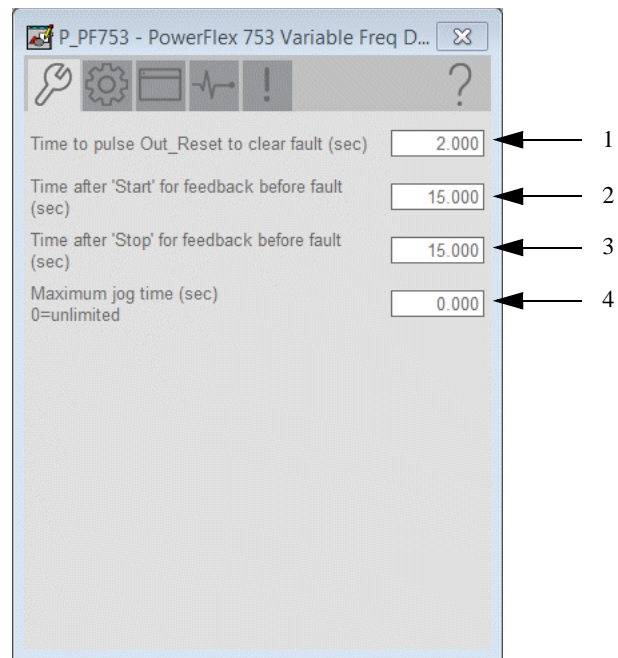 P_PF753 - PowerFlex 753 Variable Freq D...
Time to pulse Out_Reset to clear fault (sec) 2.000 1
Time after 'Start' for feedback before fault
(sec) 15.000 2
Time after 'Stop' for feedback before fault
(sec) 15.000 3
Maximum jog time (sec)
0=unlimited 0.000 4